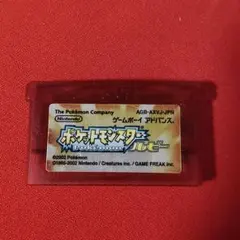 The Pokémon Company
AGB-AXVJ-JPN
Nintendo
ゲームボーイ アドバンス®
ポケットモンスター
ルビー
©2002 Pokémon
©1995-2002 Nintendo / Creatures inc. / GAME FREAK inc.